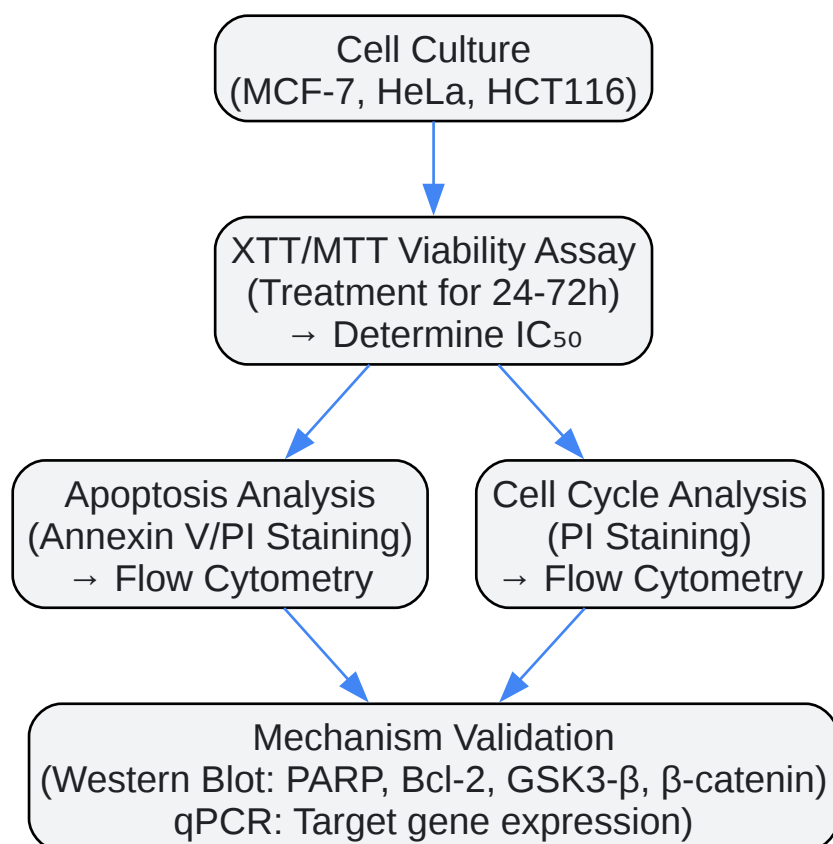 Cell Culture
(MCF-7, HeLa, HCT116)
XTT/MTT Viability Assay
(Treatment for 24-72h)
→ Determine IC₅₀
Apoptosis Analysis
(Annexin V/PI Staining)
→ Flow Cytometry
Cell Cycle Analysis
(PI Staining)
→ Flow Cytometry
Mechanism Validation
(Western Blot: PARP, Bcl-2, GSK3-β, β-catenin)
qPCR: Target gene expression)